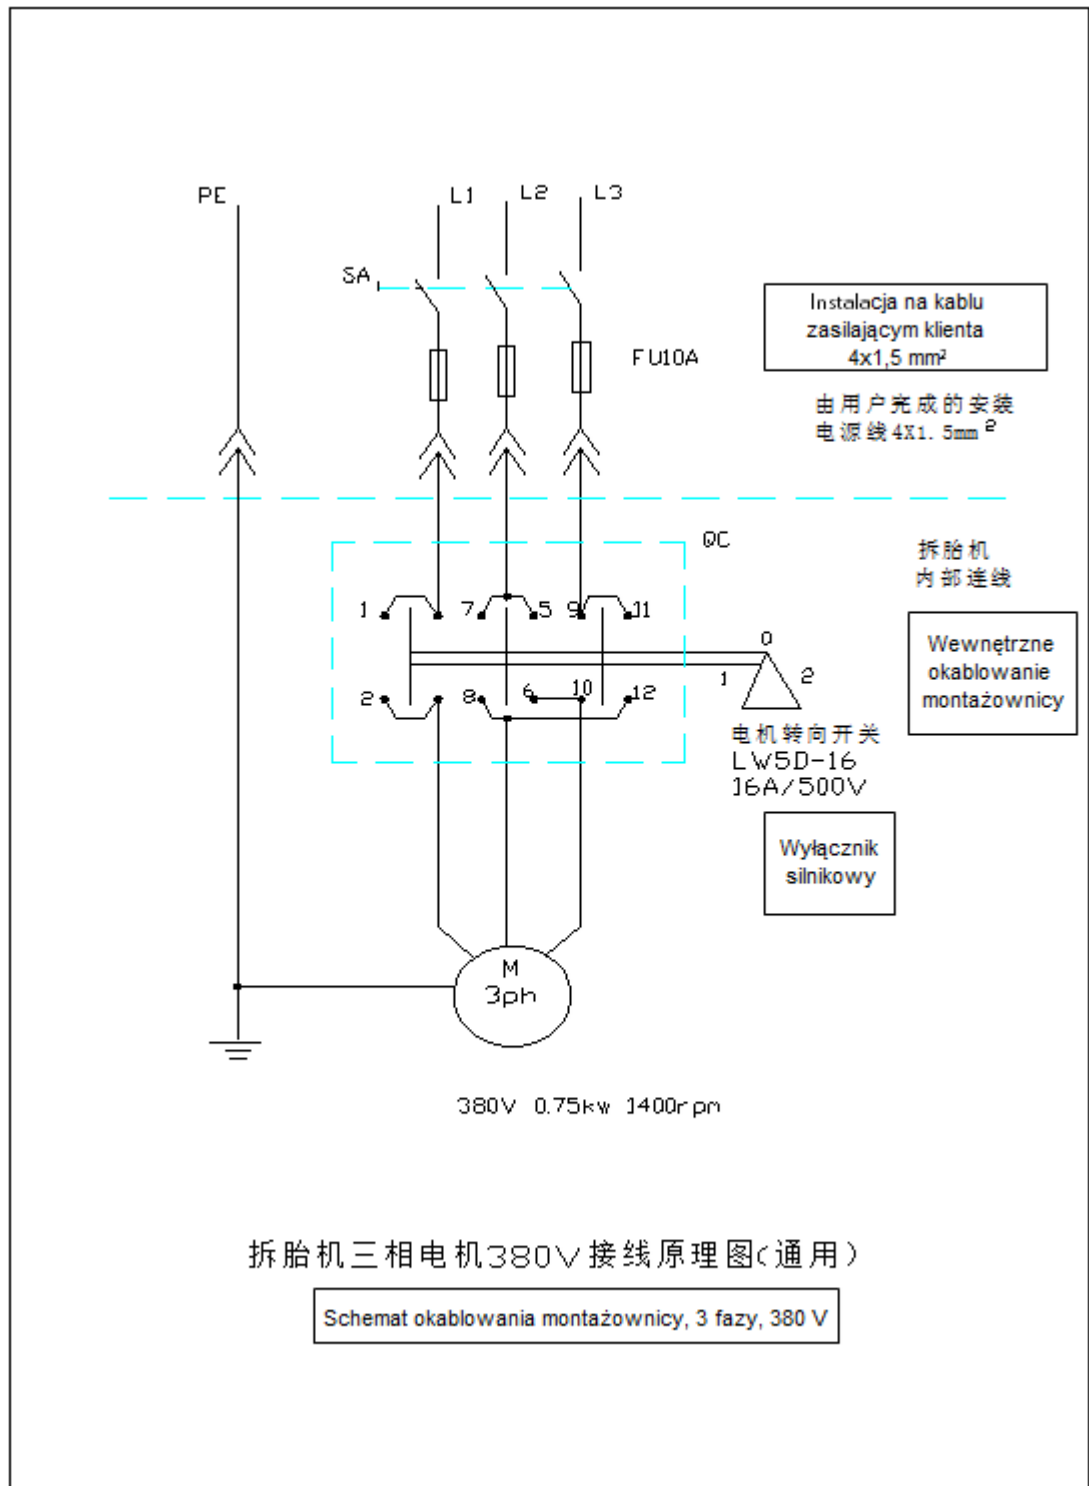 PE
L1
L2
L3
SA
FU10A
Instalacja na kablu
zasilającym klienta
4x1,5 mm²
由用户完成的安装
电源线4X1.5mm²
QC
拆胎机
内部连线
1
7
5
9
11
Wewnętrzne
okablowanie
montażownicy
0
1
2
2
8
6
10
12
电机转向开关
LW5D-16
16A/500V
Wyłącznik
silnikowy
M
3ph
380V 0.75kw 1400rpm
拆胎机三相电机380V接线原理图(通用)
Schemat okablowania montażownicy, 3 fazy, 380 V